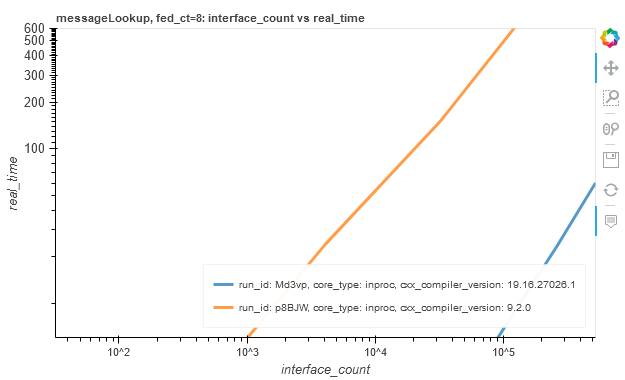 messageLookup, fed_ct=8: interface_count vs real_time
600
500
400
300
200
100
real_time
run_id: Md3vp, core_type: inproc, cxx_compiler_version: 19.16.27026.1
run_id: p8BJW, core_type: inproc, cxx_compiler_version: 9.2.0
10^2 10^3 10^4 10^5
interface_count